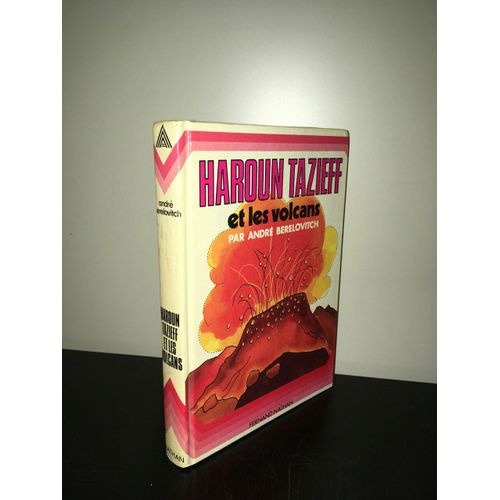 andré
berelovitch
HAROUN
TAZIEFF
ET LES
VOLCANS
NATHAN
HAROUN TAZIEFF
et les volcans
PAR ANDRÉ BERELOVITCH
FERNAND NATHAN